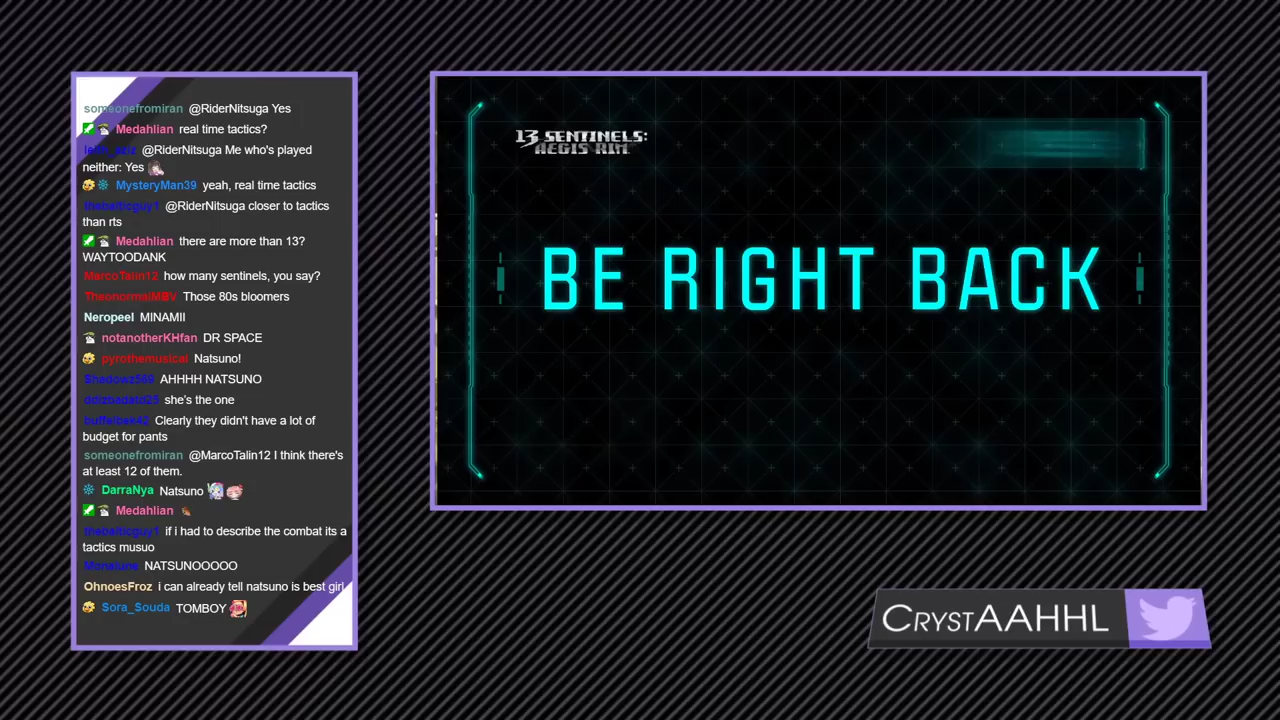 someonefromiran @RiderNitsuga Yes
Medahlian real time tactics?
@RiderNitsuga Me who's played
neither: Yes
MysteryMan39 yeah, real time tactics
thebalticguy1 @RiderNitsuga closer to tactics
than rts
Medahlian there are more than 13?
WAYTOODANK
MarcoTalin12 how many sentinels, you say?
TheonormalMBV Those 80s bloomers
Neropeel MINAMII
notanotherKHfan DR SPACE
pyrothemusical Natsuno!
Shadowz569 AHHHH NATSUNO
she's the one
Clearly they didn't have a lot of
budget for pants
someonefromiran @MarcoTalin12 I think there's
at least 12 of them.
DarraNya Natsuno
Medahlian
thebalticguy1 if i had to describe the combat its a
tactics musuo
NATSUNOOOOO
OhnoesFroz i can already tell natsuno is best girl
Sora_Souda TOMBOY
13 SENTINELS:
AEGIS RIM
BE RIGHT BACK
CRYSTAAHHL